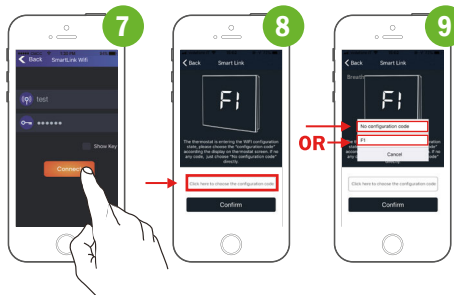 7
Back SmartLink Wifi
test
Show Key
Connect
8
Back Smart Link
F1
The thermostat is entering the WIFI configuration
state, please choose the "configuration code"
according the display on the thermostat screen. If no
any code, just choose "No configuration code"
directly
Click here to choose the configuration code
Confirm
9
Back Smart Link
F1
No configuration code
OR
F1
Cancel
directly
Click here to choose the configuration code
Confirm